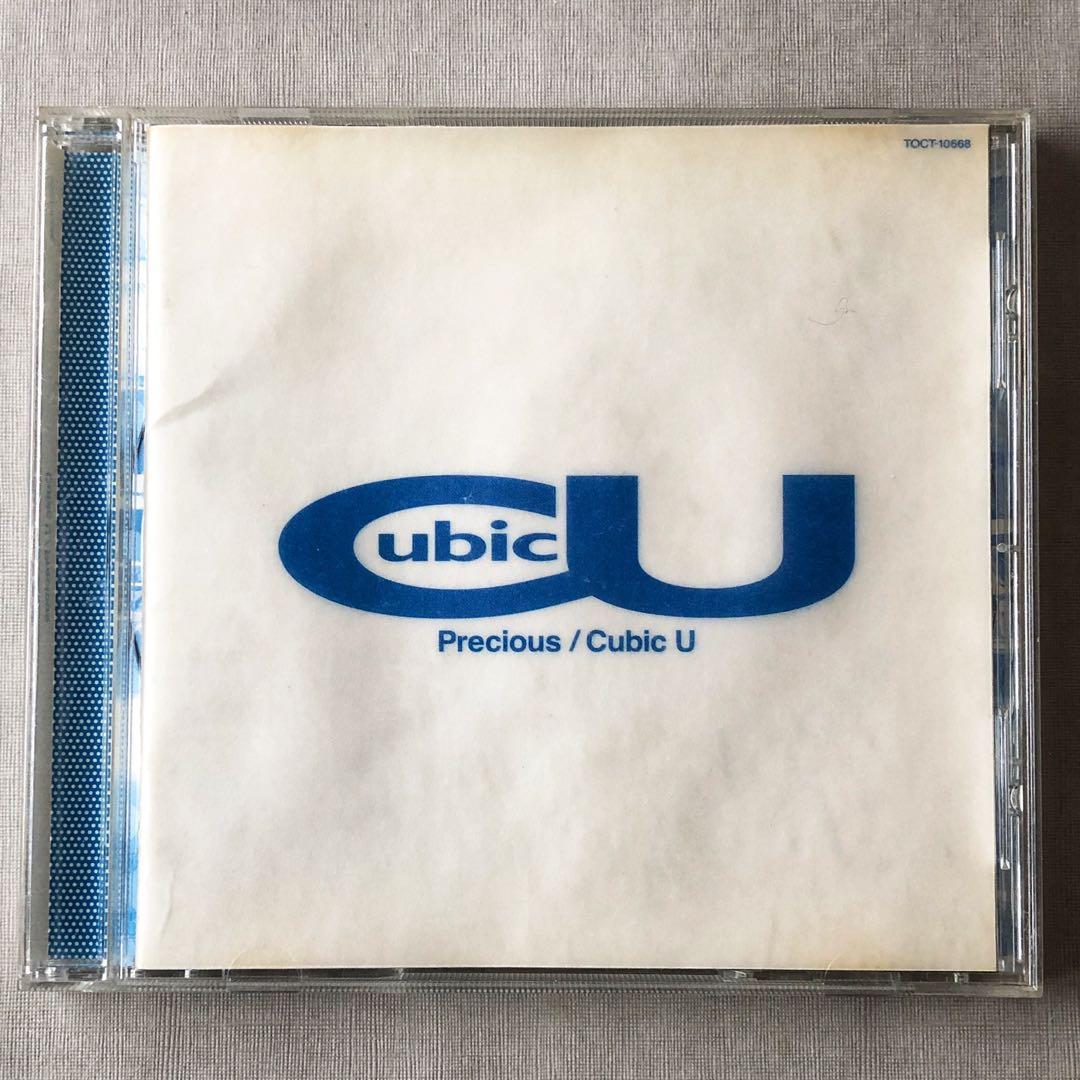 TOCT-10668
Cubic U
Precious / Cubic U